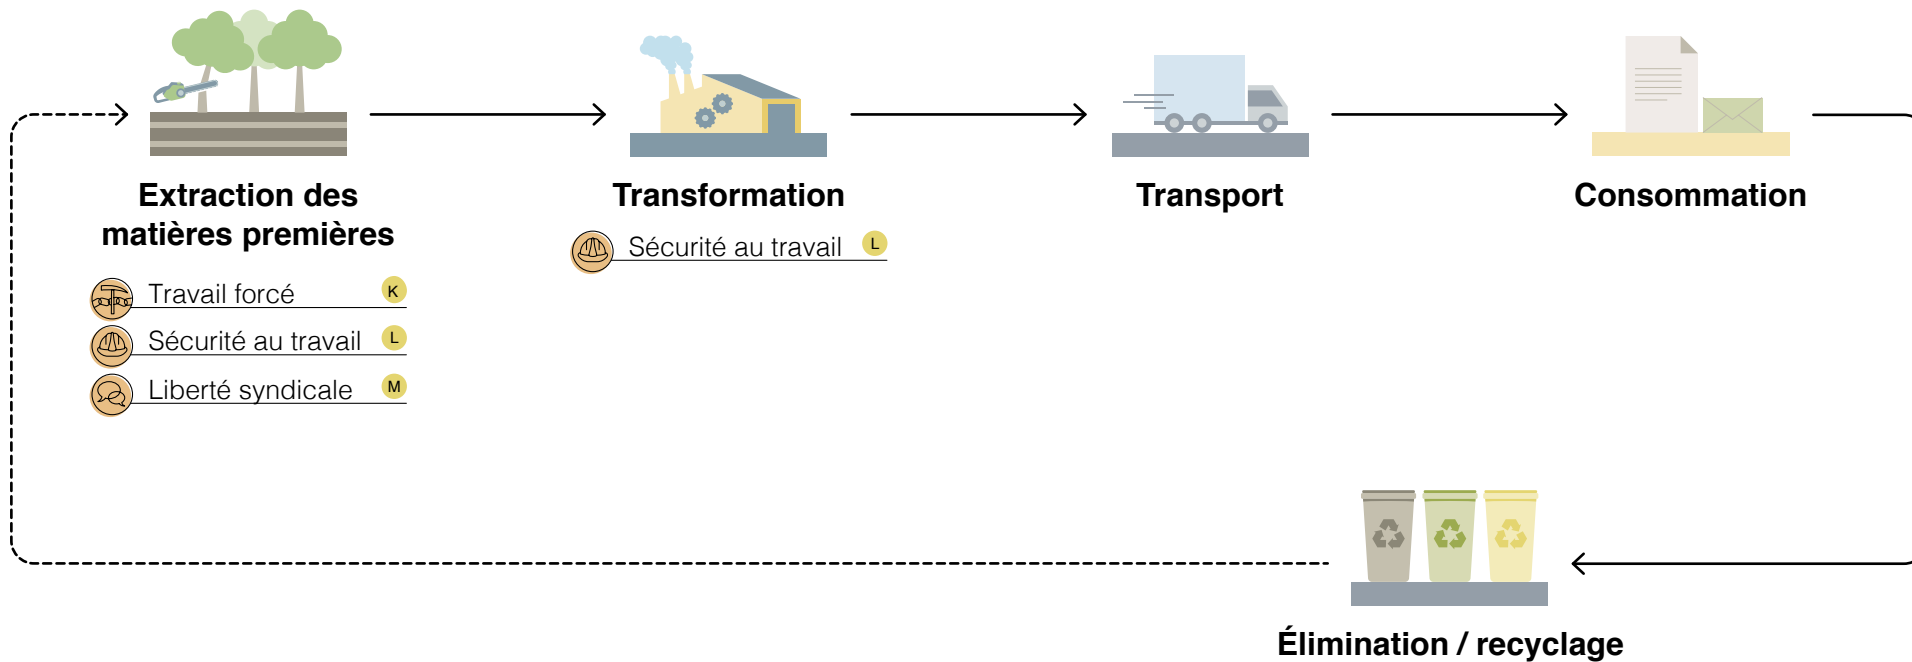 Extraction des
matières premières
Travail forcé K
Sécurité au travail L
Liberté syndicale M
Transformation
Sécurité au travail L
Transport
Consommation
Élimination / recyclage